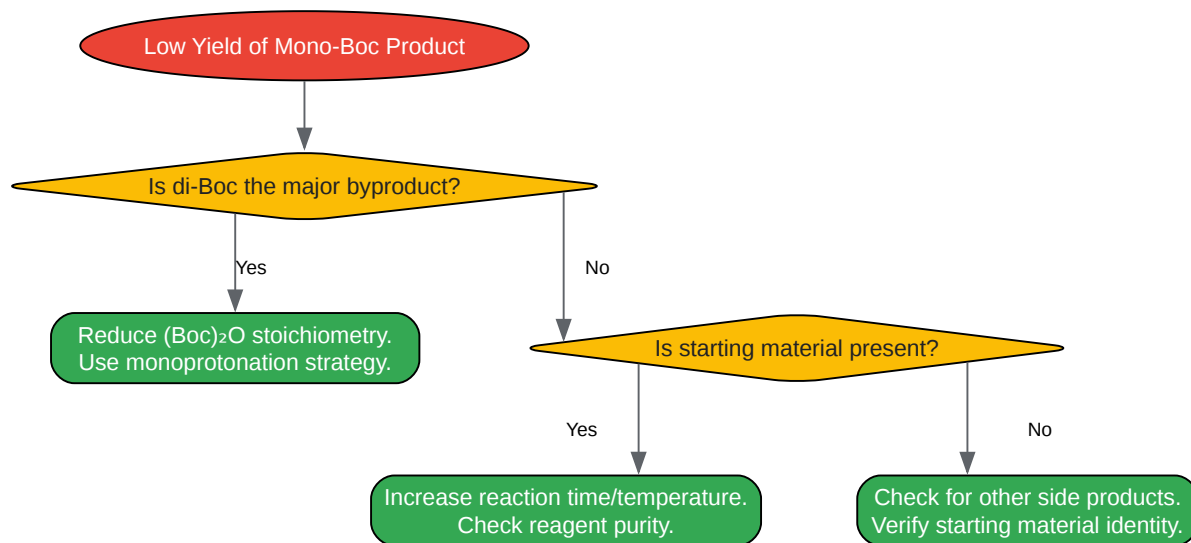 Low Yield of Mono-Boc Product
Is di-Boc the major byproduct?
Yes
No
Reduce (Boc)₂O stoichiometry.
Use monoprotonation strategy.
Is starting material present?
Yes
No
Increase reaction time/temperature.
Check reagent purity.
Check for other side products.
Verify starting material identity.